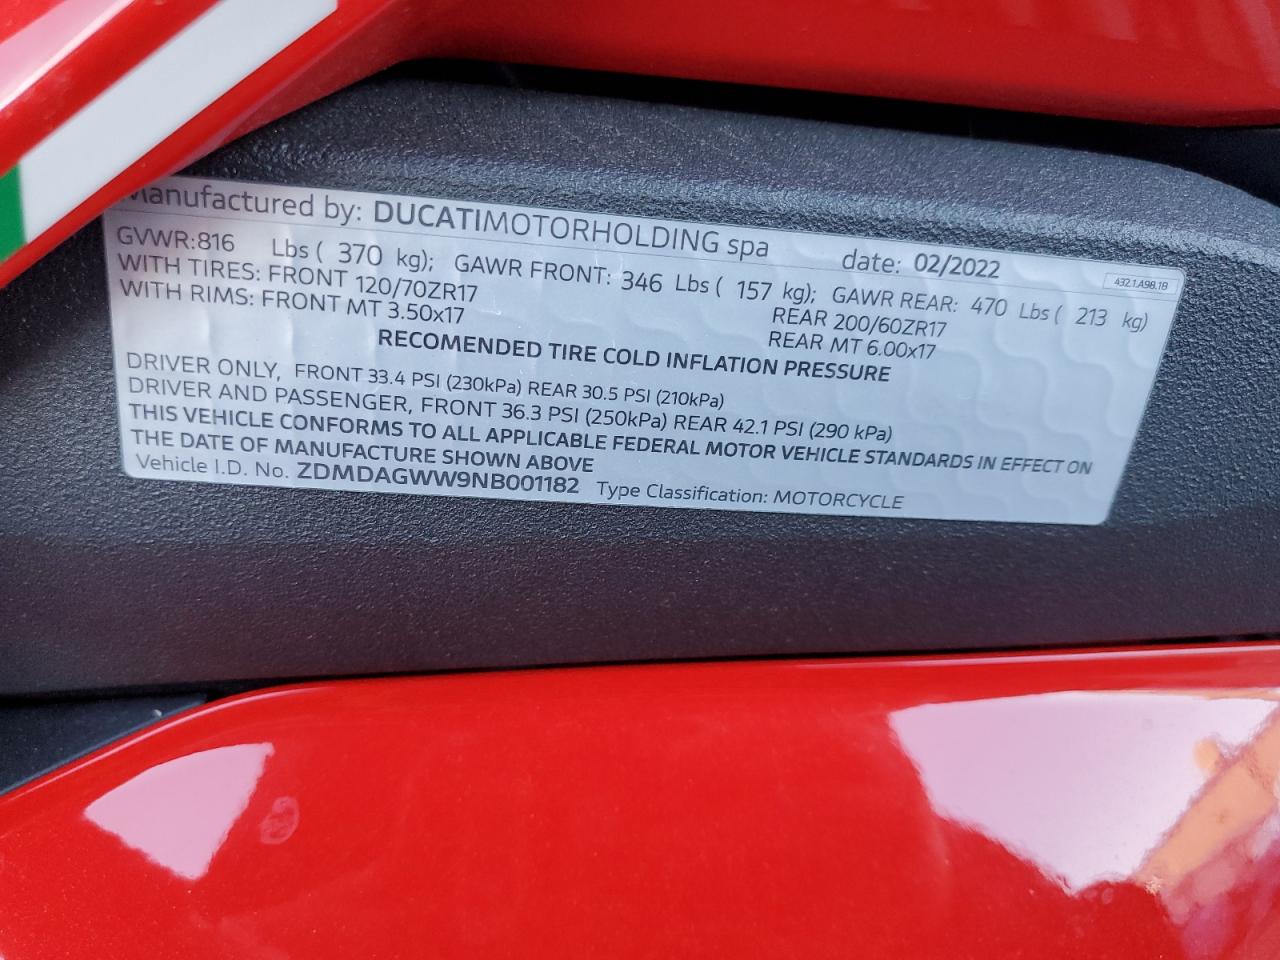 Manufactured by: DUCATIMOTORHOLDING spa date: 02/2022
432.1.A98.1B
GVWR:816 Lbs ( 370 kg); GAWR FRONT: 346 Lbs ( 157 kg); GAWR REAR: 470 Lbs ( 213 kg)
WITH TIRES: FRONT 120/70ZR17 REAR 200/60ZR17
WITH RIMS: FRONT MT 3.50x17 REAR MT 6.00x17
RECOMENDED TIRE COLD INFLATION PRESSURE
DRIVER ONLY, FRONT 33.4 PSI (230kPa) REAR 30.5 PSI (210kPa)
DRIVER AND PASSENGER, FRONT 36.3 PSI (250kPa) REAR 42.1 PSI (290 kPa)
THIS VEHICLE CONFORMS TO ALL APPLICABLE FEDERAL MOTOR VEHICLE STANDARDS IN EFFECT ON
THE DATE OF MANUFACTURE SHOWN ABOVE
Vehicle I.D. No. ZDMDAGWW9NB001182 Type Classification: MOTORCYCLE